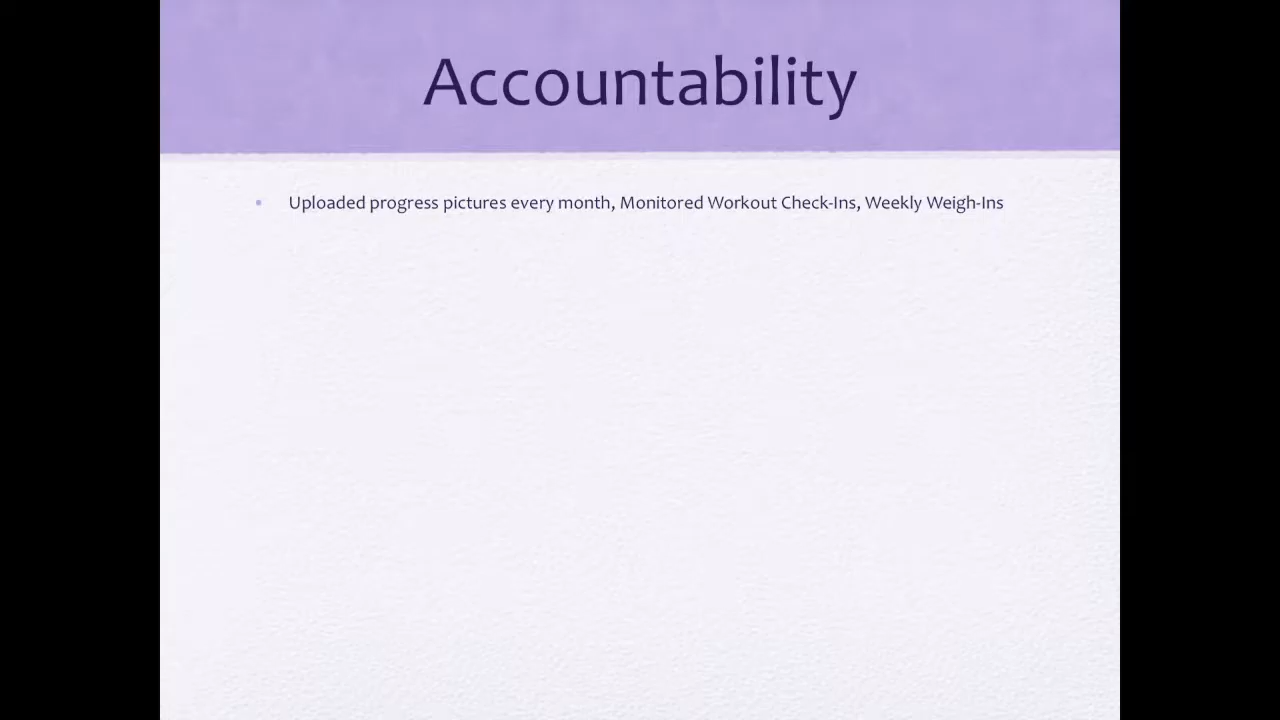 Accountability
• Uploaded progress pictures every month, Monitored Workout Check-Ins, Weekly Weigh-Ins